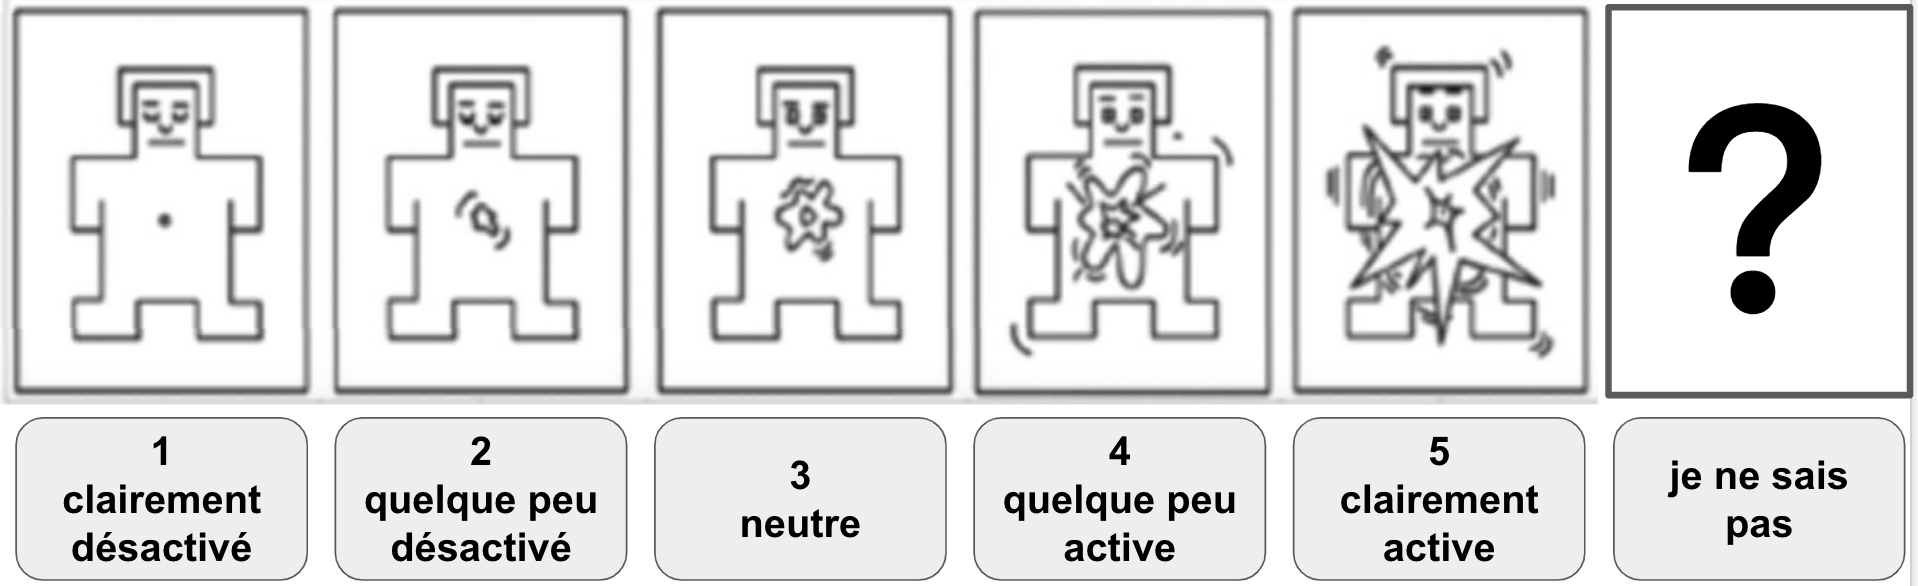 ?
1
clairement
désactivé
2
quelque peu
désactivé
3
neutre
4
quelque peu
active
5
clairement
active
je ne sais
pas